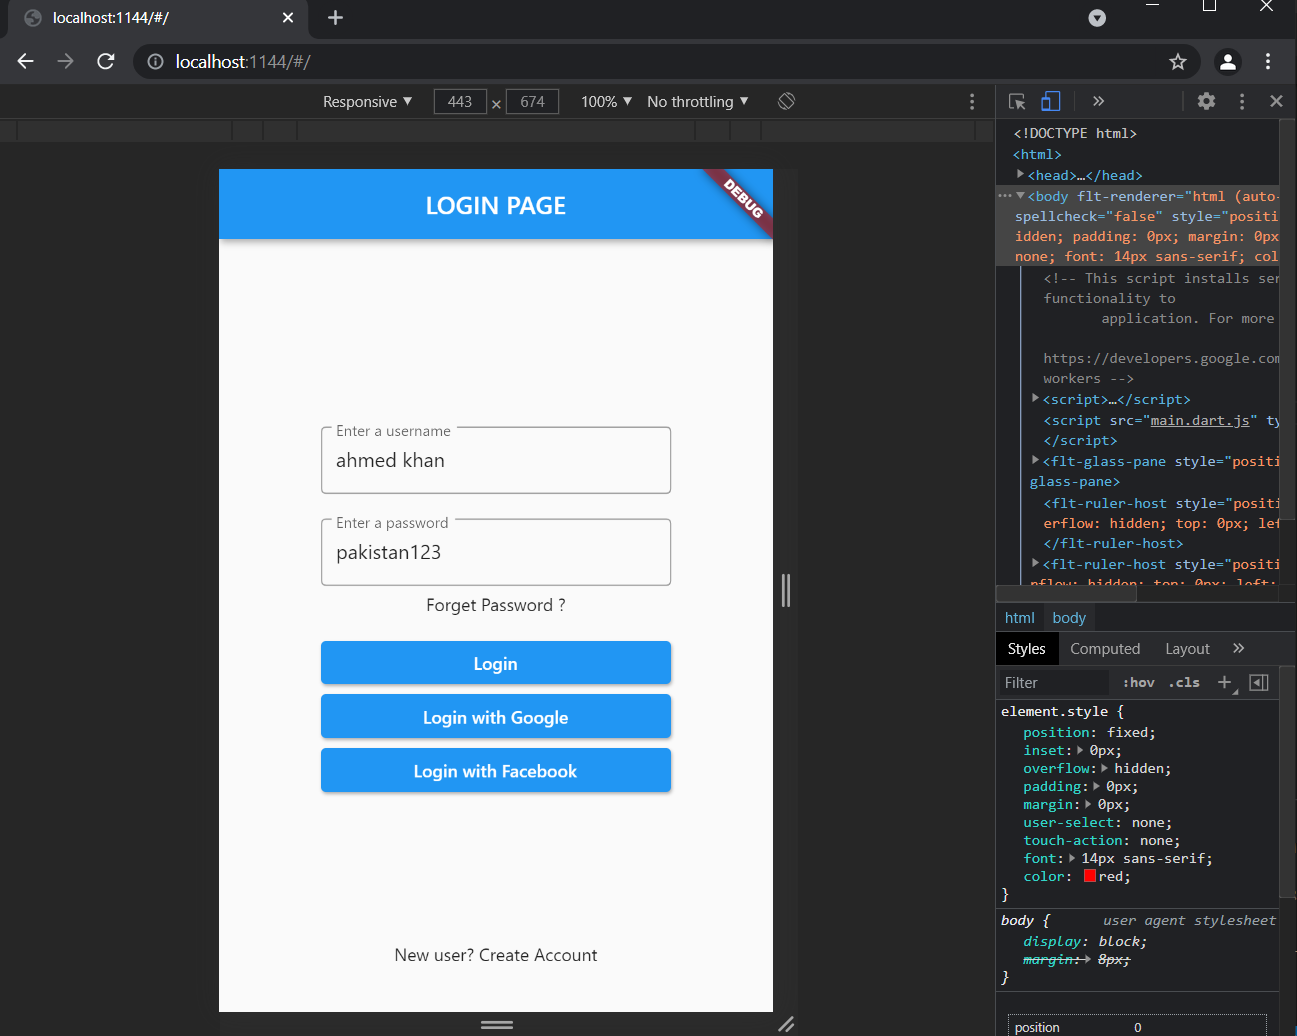 localhost:1144/#/
localhost:1144/#/
Responsive ▼ 443 × 674 100% ▼ No throttling ▼
LOGIN PAGE
DEBUG
Enter a username
ahmed khan
Enter a password
pakistan123
Forget Password ?
Login
Login with Google
Login with Facebook
New user? Create Account
<!DOCTYPE html>
<html>
<head>…</head>
<body flt-renderer="html (auto-
spellcheck="false" style="positi
idden; padding: 0px; margin: 0px
none; font: 14px sans-serif; col
<!-- This script installs ser
functionality to
application. For more
https://developers.google.com
workers -->
<script>…</script>
<script src="main.dart.js" ty
</script>
<flt-glass-pane style="positi
glass-pane>
<flt-ruler-host style="positi
erflow: hidden; top: 0px; lef
</flt-ruler-host>
<flt-ruler-host style="positi
nflow: hidden; top: 0px; left:
html body
Styles Computed Layout
Filter :hov .cls
element.style {
position: fixed;
inset: 0px;
overflow: hidden;
padding: 0px;
margin: 0px;
user-select: none;
touch-action: none;
font: 14px sans-serif;
color: red;
}
body { user agent stylesheet
display: block;
margin: 8px;
}
position 0